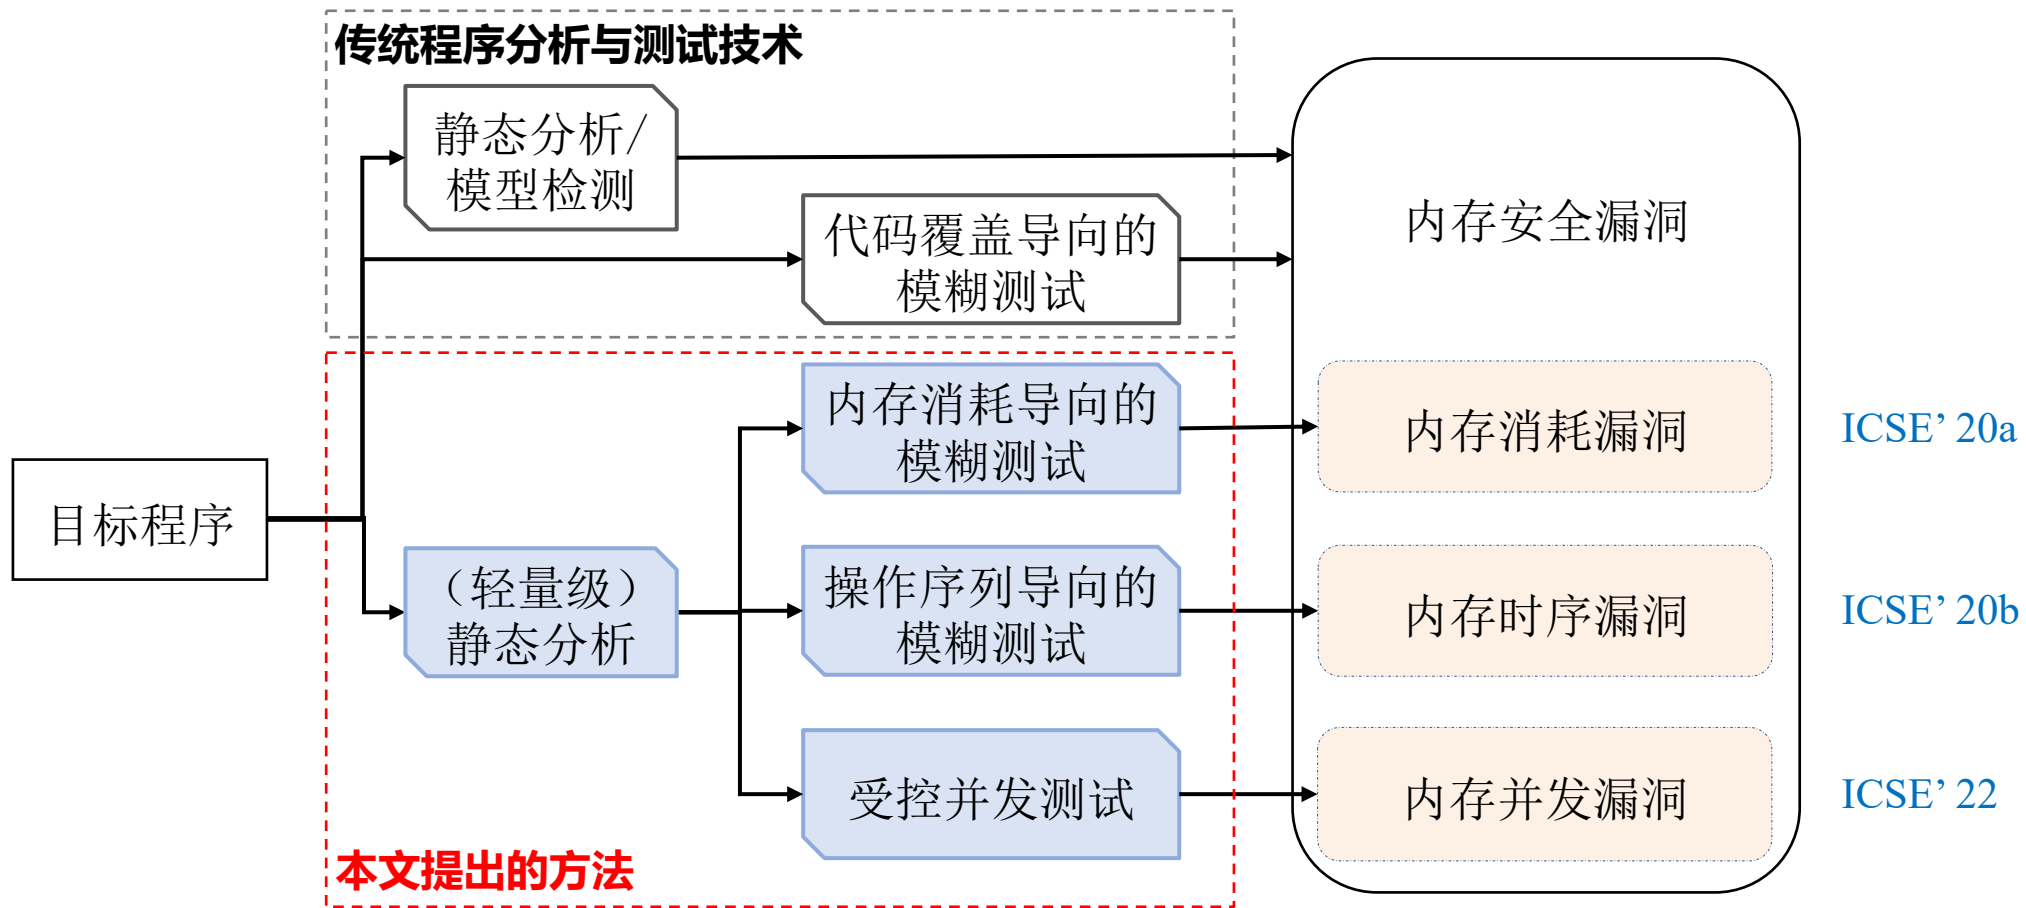 传统程序分析与测试技术
静态分析/
模型检测
代码覆盖导向的
模糊测试
内存安全漏洞
内存消耗导向的
模糊测试
内存消耗漏洞
ICSE’ 20a
目标程序
（轻量级）
静态分析
操作序列导向的
模糊测试
内存时序漏洞
ICSE’ 20b
受控并发测试
内存并发漏洞
ICSE’ 22
本文提出的方法